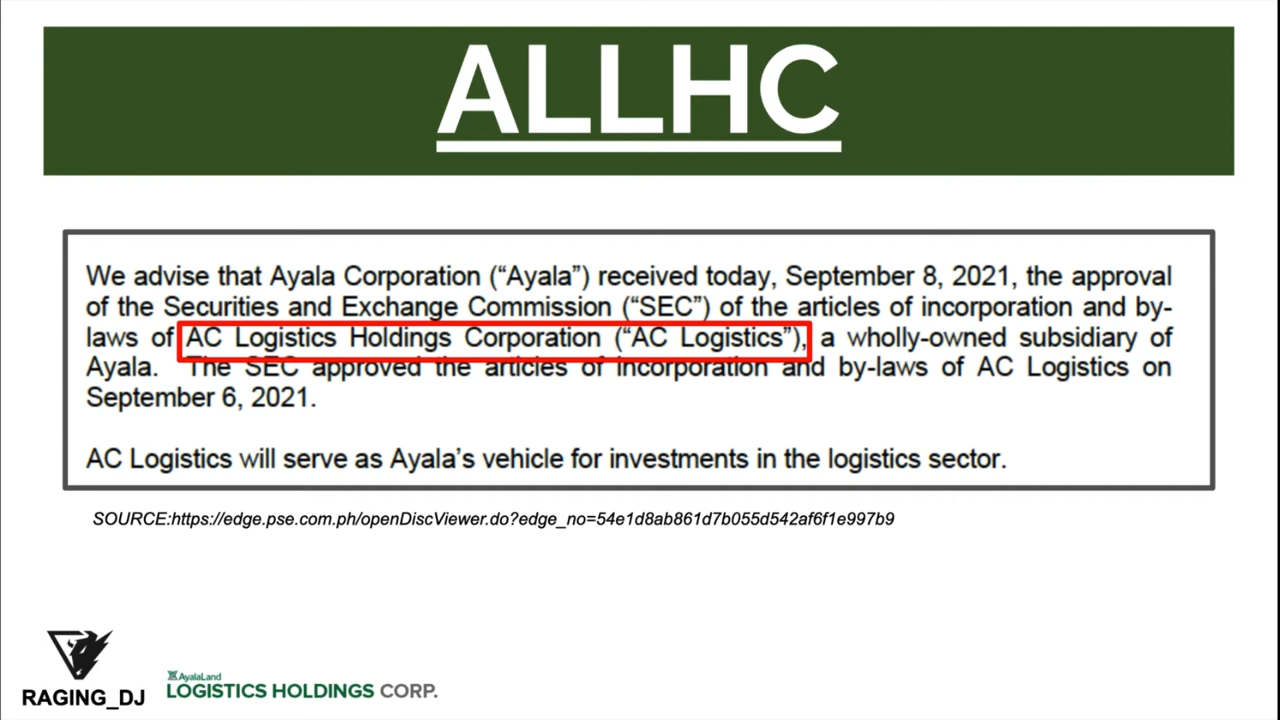 ALLHC
We advise that Ayala Corporation (“Ayala”) received today, September 8, 2021, the approval
of the Securities and Exchange Commission (“SEC”) of the articles of incorporation and by-
laws of AC Logistics Holdings Corporation (“AC Logistics”), a wholly-owned subsidiary of
Ayala. The SEC approved the articles of incorporation and by-laws of AC Logistics on
September 6, 2021.
AC Logistics will serve as Ayala’s vehicle for investments in the logistics sector.
SOURCE:https://edge.pse.com.ph/openDiscViewer.do?edge_no=54e1d8ab861d7b055d542af6f1e997b9
RAGING_DJ
AyalaLand
LOGISTICS HOLDINGS CORP.